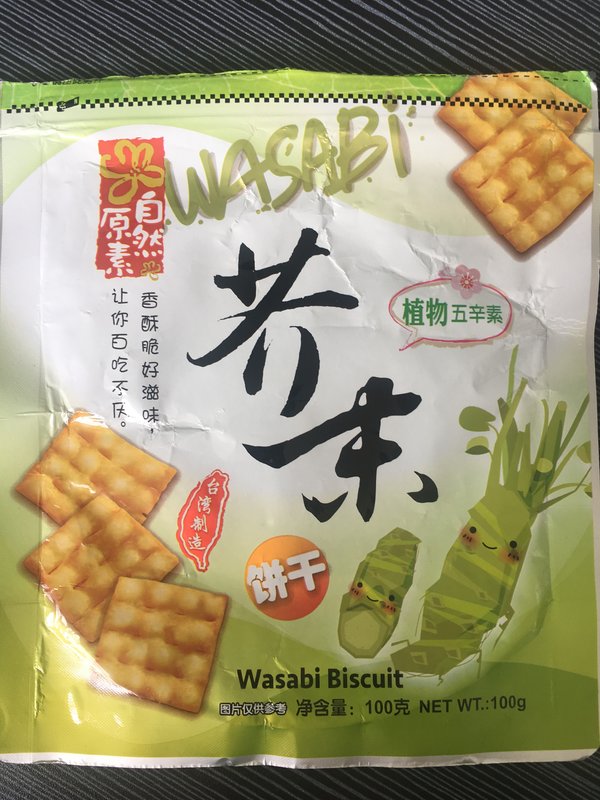 WASABi
自然
原素
香酥脆好滋味，
让你百吃不厌。
芥末
植物五辛素
台湾制造
饼干
Wasabi Biscuit
图片仅供参考 净含量：100克 NET WT.:100g